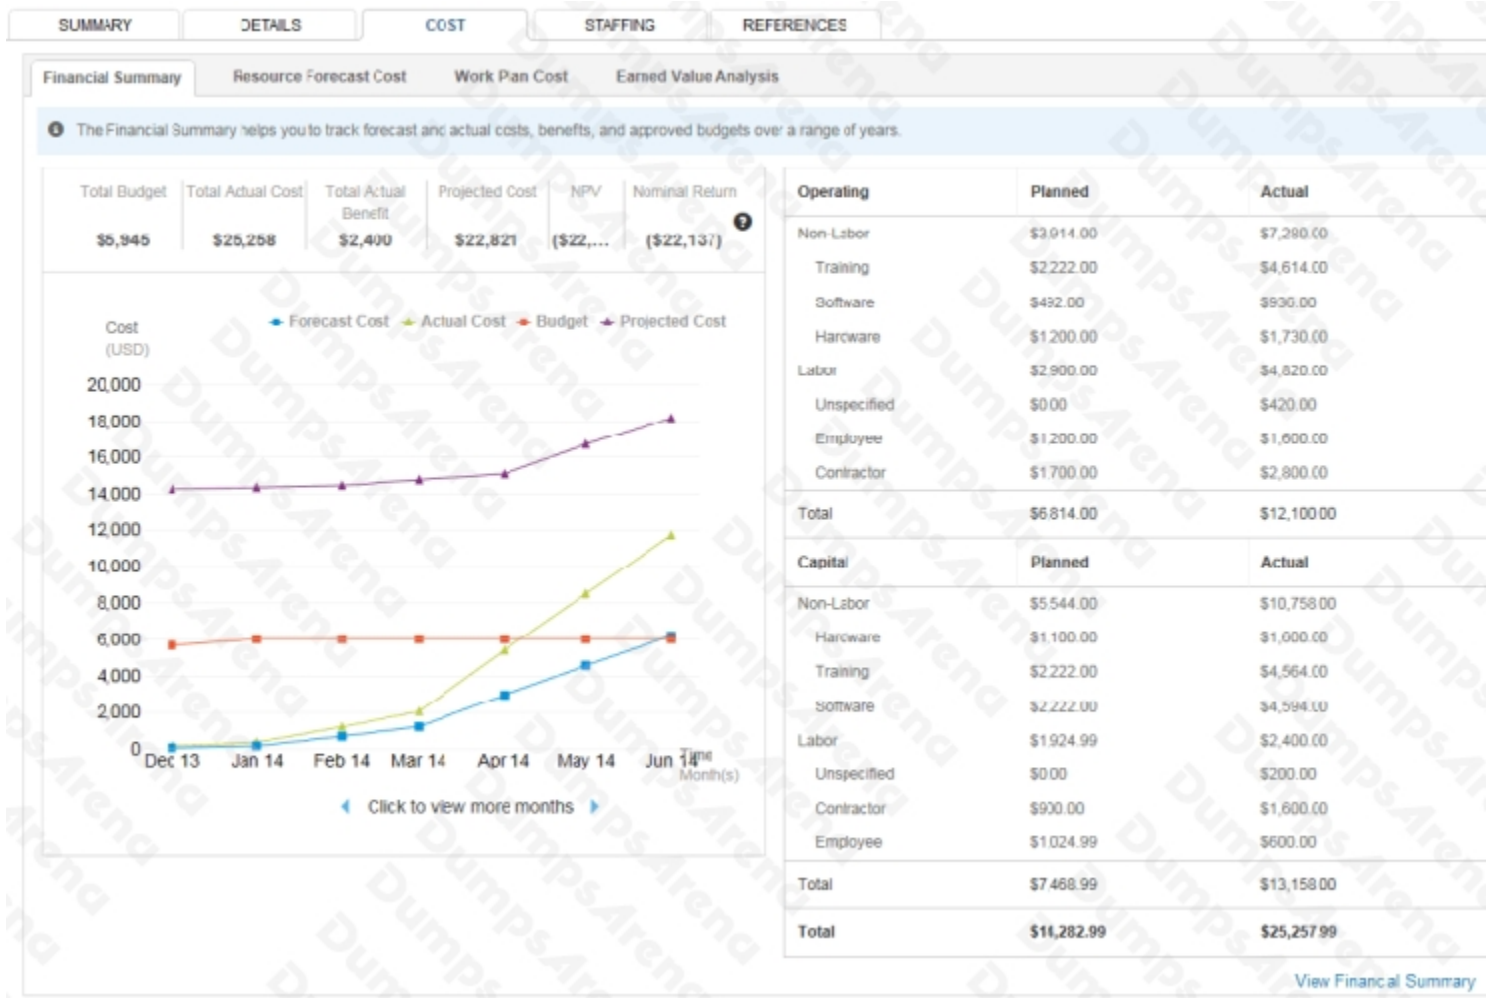 SUMMARY DETAILS COST STAFFING REFERENCES
Financial Summary Resource Forecast Cost Work Plan Cost Earned Value Analysis
The Financial Summary helps you to track forecast and actual costs, benefits, and approved budgets over a range of years.
Total Budget Total Actual Cost Total Actual Benefit Projected Cost NPV Nominal Return
$5,945 $25,258 $2,400 $22,821 ($22,... ($22,137)
Cost
(USD)
Forecast Cost Actual Cost Budget Projected Cost
20,000
18,000
16,000
14,000
12,000
10,000
8,000
6,000
4,000
2,000
0
Dec 13 Jan 14 Feb 14 Mar 14 Apr 14 May 14 Jun 14
Time
Month(s)
Click to view more months
Operating Planned Actual
Non-Labor $3,914.00 $7,280.00
Training $2,222.00 $4,614.00
Software $492.00 $936.00
Hardware $1,200.00 $1,730.00
Labor $2,900.00 $4,820.00
Unspecified $0.00 $420.00
Employee $1,200.00 $1,600.00
Contractor $1,700.00 $2,800.00
Total $6,814.00 $12,100.00
Capital Planned Actual
Non-Labor $5,544.00 $10,758.00
Hardware $1,100.00 $1,600.00
Training $2,222.00 $4,564.00
Software $2,222.00 $4,594.00
Labor $1,924.99 $2,400.00
Unspecified $0.00 $200.00
Contractor $900.00 $1,600.00
Employee $1,024.99 $600.00
Total $7,468.99 $13,158.00
Total $25,257.99
View Financial Summary
DumpsArena